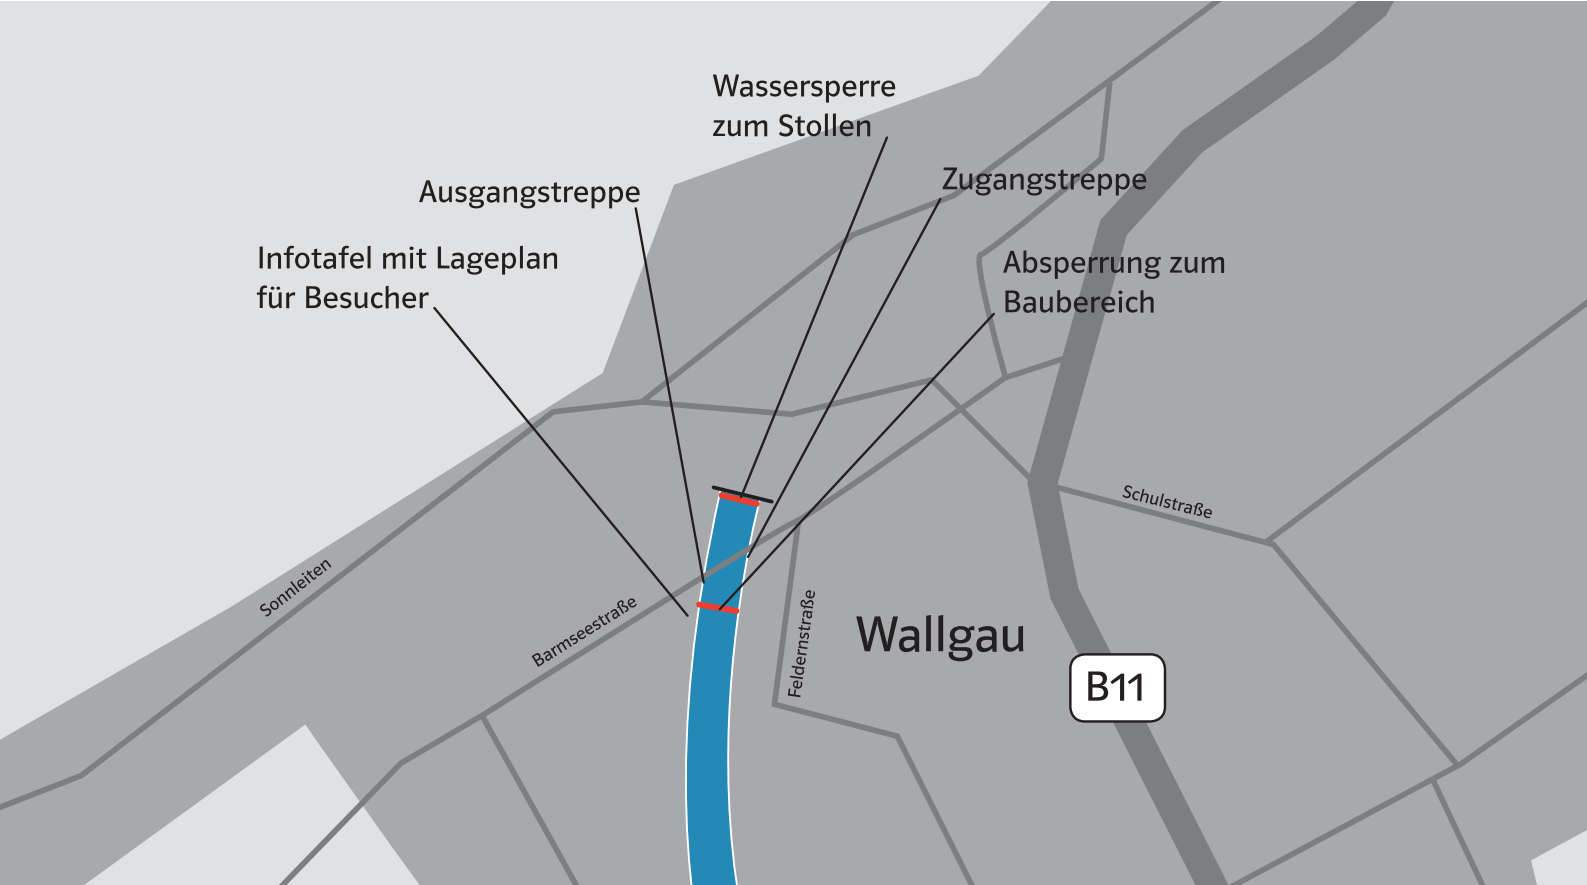 Wassersperre
zum Stollen
Ausgangstreppe
Zugangstreppe
Infotafel mit Lageplan
für Besucher
Absperrung zum
Baubereich
Schulstraße
Sonnleiten
Barmseestraße
Feldernstraße
Wallgau
B11